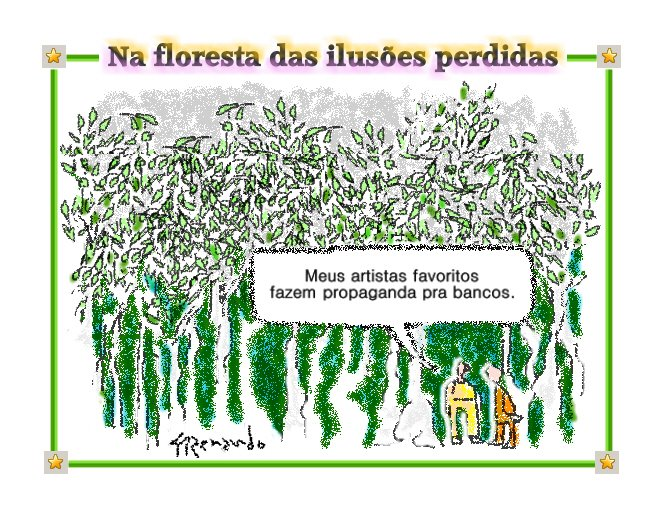 Na floresta das ilusões perdidas
Meus artistas favoritos
fazem propaganda pra bancos.